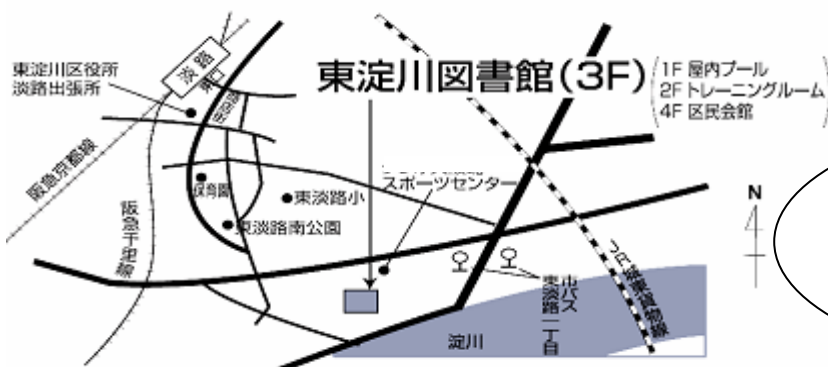 東淀川区役所
淡路出張所
淡路
東
東淀川図書館(3F)
1F 屋内プール
2F トレーニングルーム
4F 区民会館
阪急京都線
阪急千里線
保育園
東淡路小
東淡路南公園
スポーツセンター
N
JR城東貨物線
市バス
東淡路一丁目
淀川